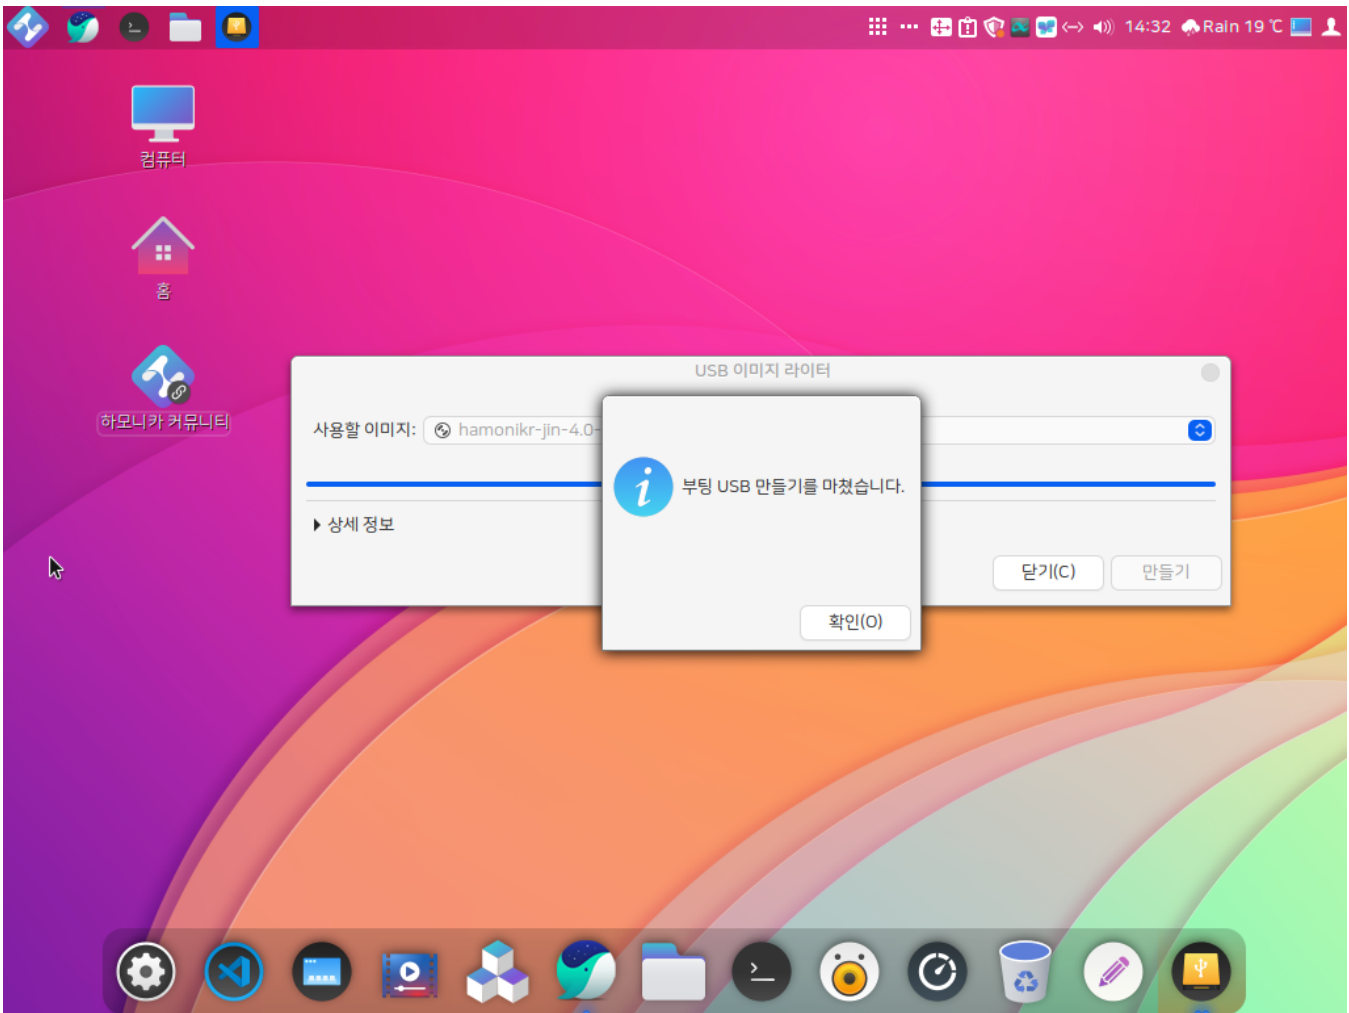 14:32 Rain 19 ℃
컴퓨터
홈
하모니카 커뮤니티
USB 이미지 라이터
사용할 이미지: hamonikr-jin-4.0-
부팅 USB 만들기를 마쳤습니다.
상세 정보
닫기(C) 만들기
확인(O)